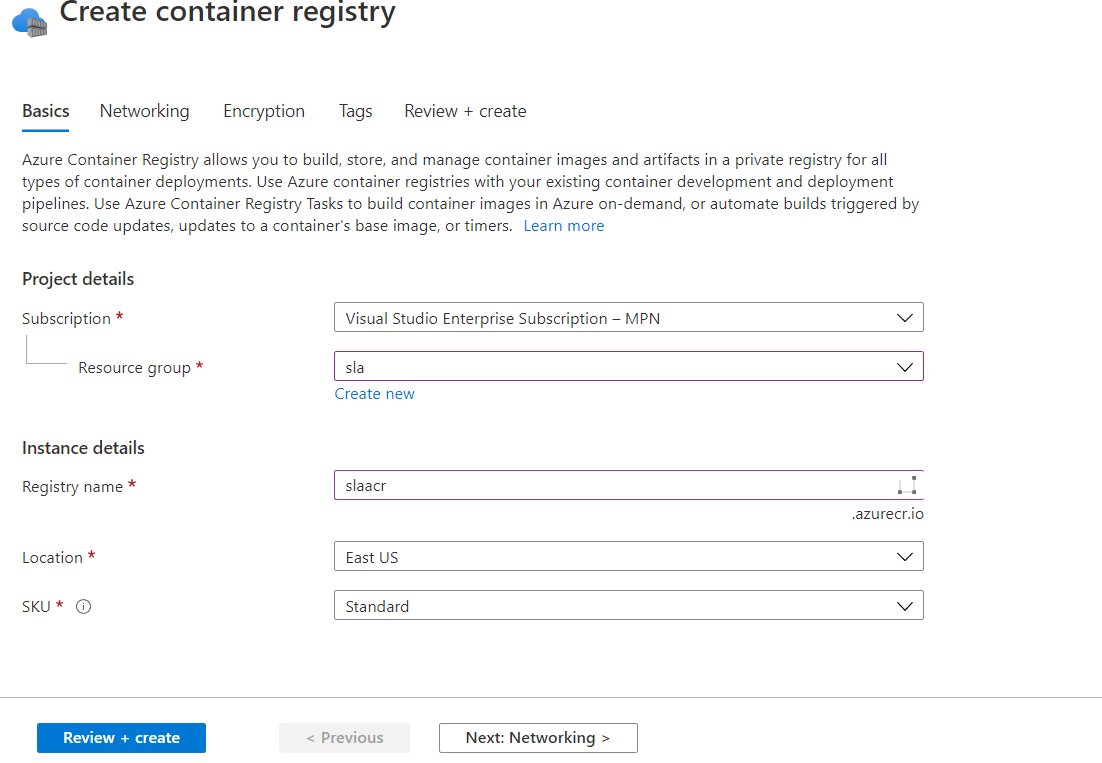 Create container registry
Basics Networking Encryption Tags Review + create
Azure Container Registry allows you to build, store, and manage container images and artifacts in a private registry for all
types of container deployments. Use Azure container registries with your existing container development and deployment
pipelines. Use Azure Container Registry Tasks to build container images in Azure on-demand, or automate builds triggered by
source code updates, updates to a container's base image, or timers. Learn more
Project details
Subscription * Visual Studio Enterprise Subscription – MPN
Resource group * sla
Create new
Instance details
Registry name * slaacr
.azurecr.io
Location * East US
SKU * Standard
Review + create < Previous Next: Networking >